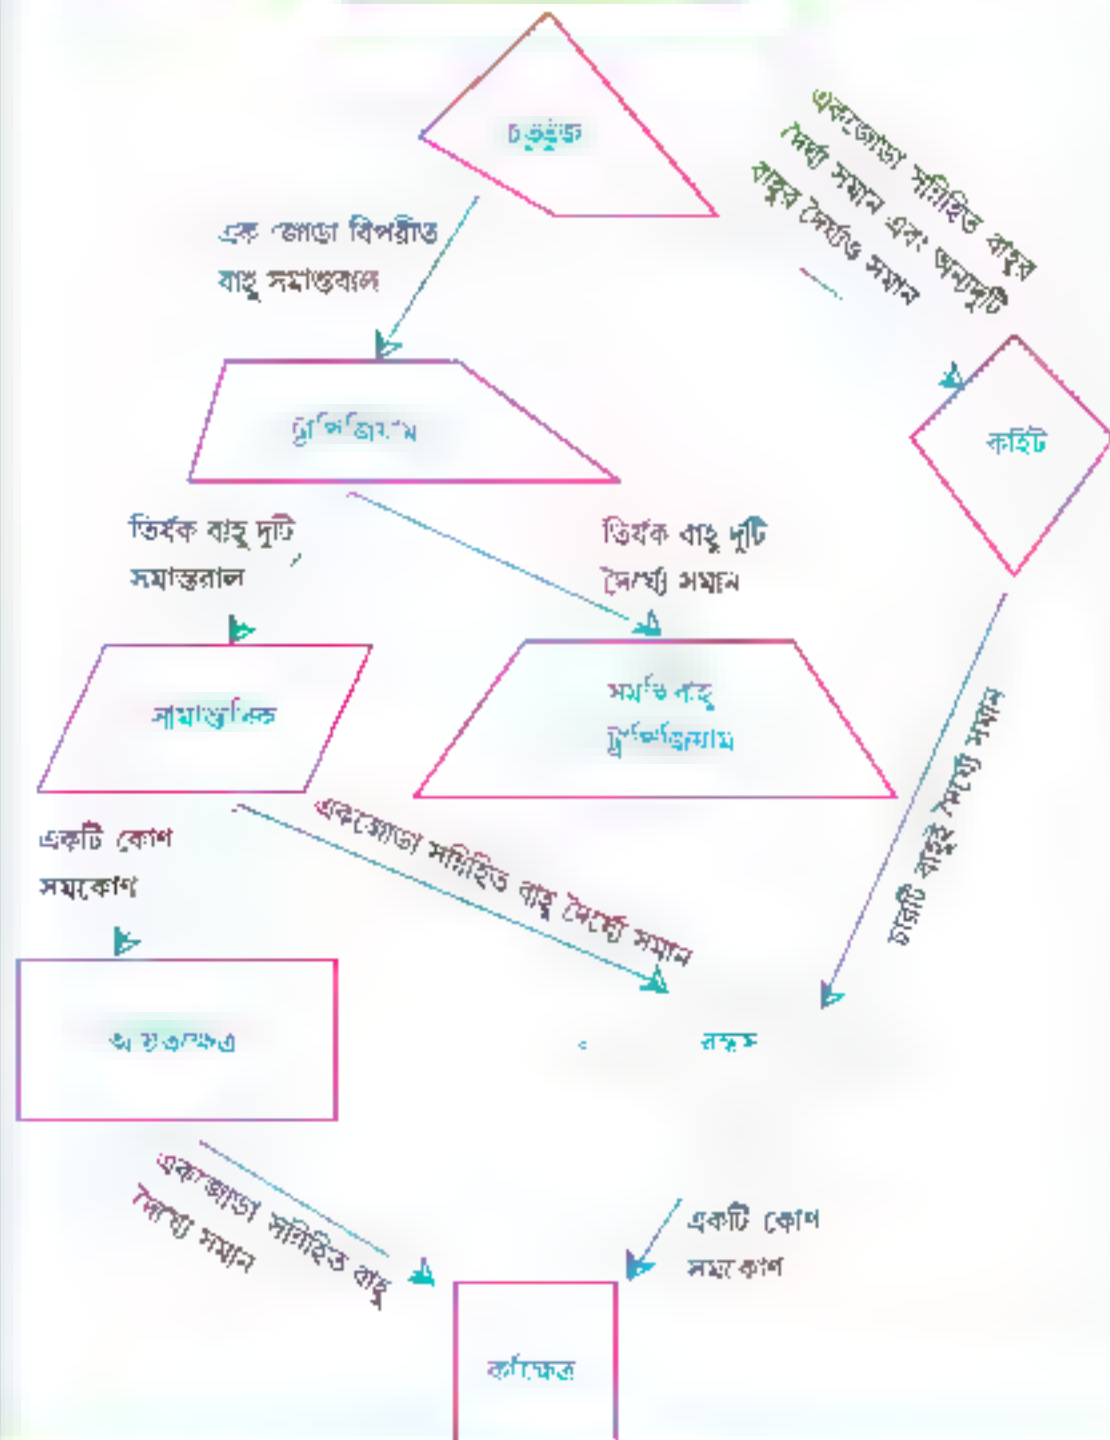 চতুর্ভুজ
একজোড়া সন্নিহিত বাহুর
দৈর্ঘ্য সমান এবং অন্যদুটি
বাহুর দৈর্ঘ্যও সমান
এক জোড়া বিপরীত
বাহু সমান্তরাল
ট্রাপিজিয়াম
কাইট
তির্যক বাহু দুটি
সমান্তরাল
তির্যক বাহু দুটি
দৈর্ঘ্যে সমান
সামান্তরিক
সমদ্বিবাহু
ট্রাপিজিয়াম
চারটি বাহুই দৈর্ঘ্যে সমান
একটি কোণ
সমকোণ
একজোড়া সন্নিহিত বাহু দৈর্ঘ্যে সমান
আয়তক্ষেত্র
রম্বস
একজোড়া সন্নিহিত বাহু
দৈর্ঘ্যে সমান
একটি কোণ
সমকোণ
বর্গক্ষেত্র